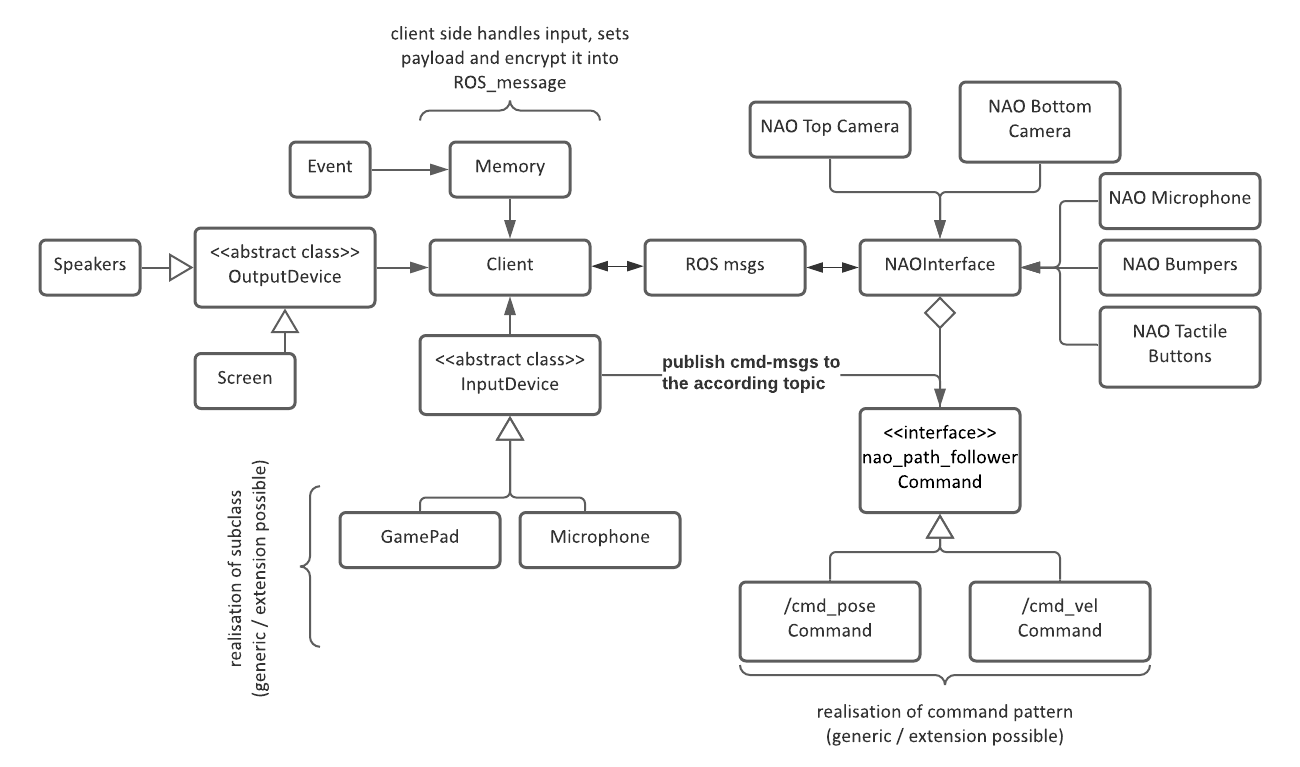 client side handles input, sets
payload and encrypt it into
ROS_message
Event
Memory
NAO Top Camera
NAO Bottom
Camera
NAO Microphone
Speakers
<<abstract class>>
OutputDevice
Client
ROS msgs
NAOInterface
NAO Bumpers
NAO Tactile
Buttons
Screen
<<abstract class>>
InputDevice
publish cmd-msgs to
the according topic
<<interface>>
nao_path_follower
Command
realisation of subclass
(generic / extension possible)
GamePad
Microphone
/cmd_pose
Command
/cmd_vel
Command
realisation of command pattern
(generic / extension possible)